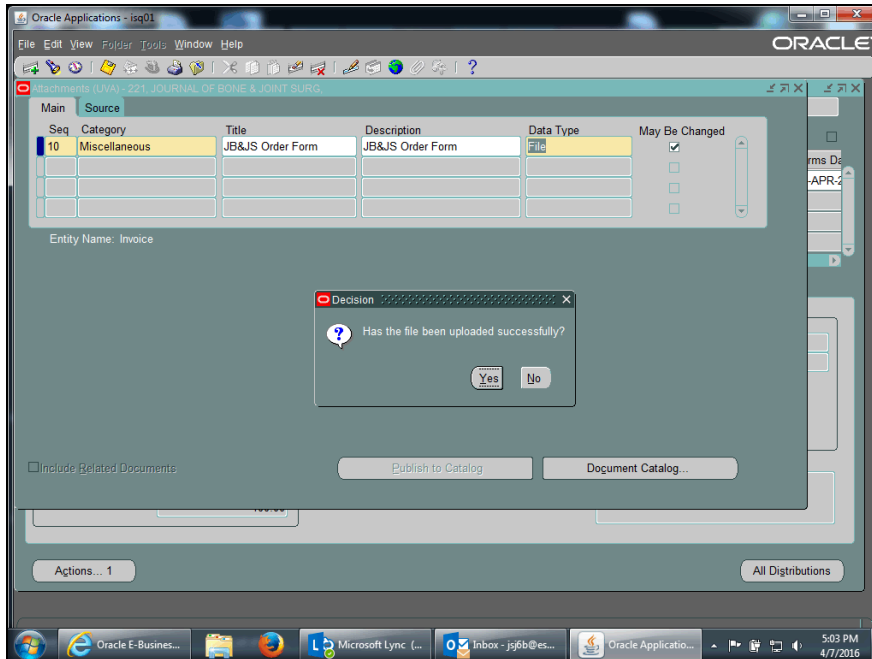 Oracle Applications - isq01
File Edit View Folder Tools Window Help
ORACLE
Attachments (UVA) - 221, JOURNAL OF BONE & JOINT SURG.
Main Source
Seq Category Title Description Data Type May Be Changed
10 Miscellaneous JB&JS Order Form JB&JS Order Form File
rms Da
-APR-2
Entity Name: Invoice
Decision
Has the file been uploaded successfully?
Yes No
Include Related Documents
Publish to Catalog
Document Catalog...
Actions... 1
All Distributions
Oracle E-Busines...
Microsoft Lync (...
Inbox - jsj6b@es...
Oracle Applicatio...
5:03 PM
4/7/2016